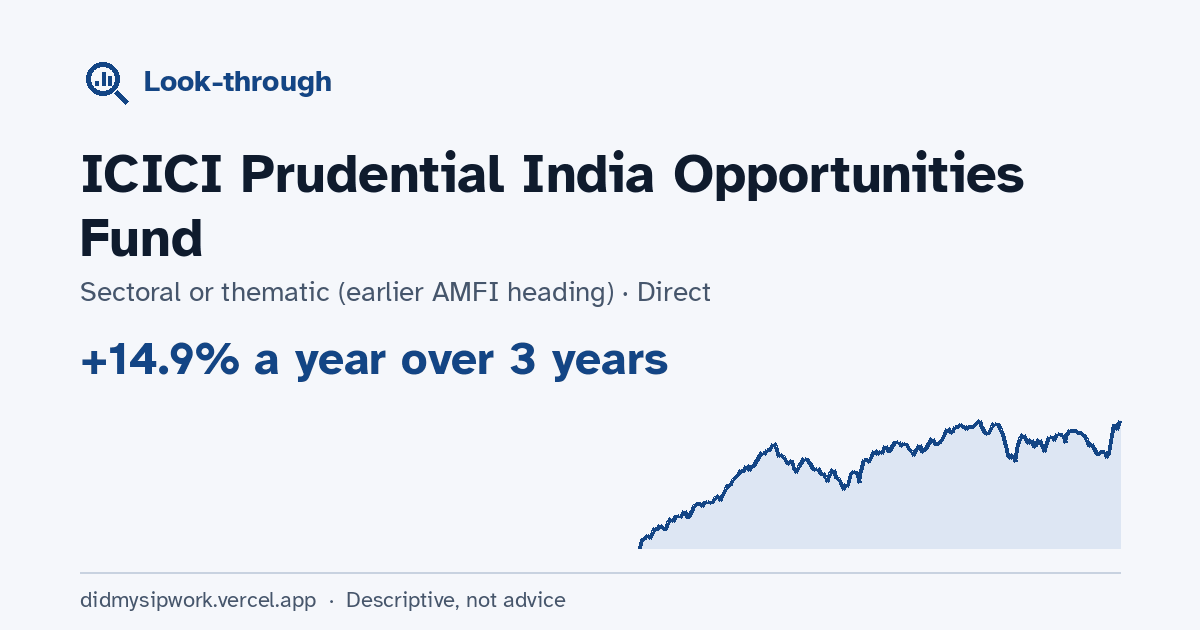 Look-through
ICICI Prudential India Opportunities
Fund
Sectoral or thematic (earlier AMFI heading) · Direct
+14.9% a year over 3 years
didmysipwork.vercel.app · Descriptive, not advice